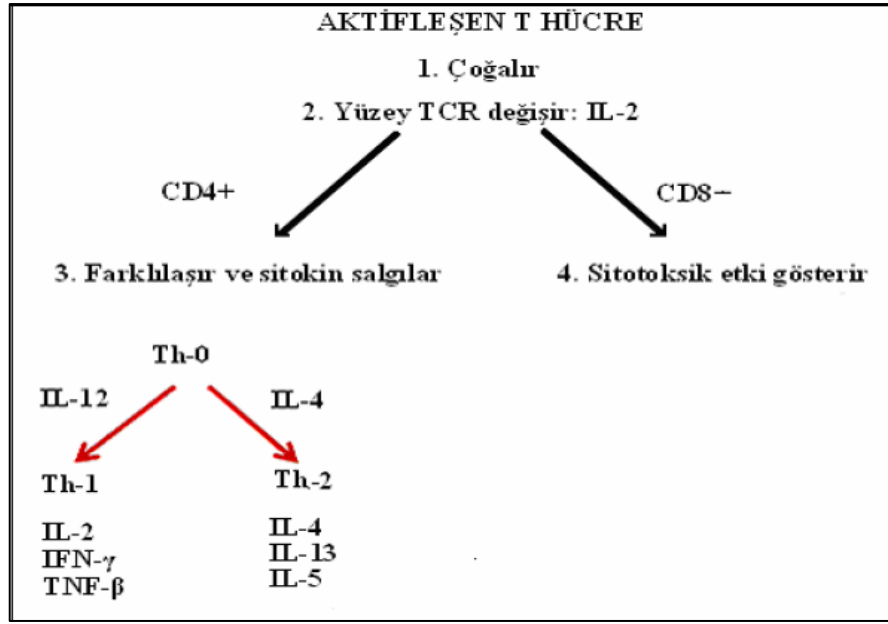 AKTİFLEŞEN T HÜCRE
1. Çoğalır
2. Yüzey TCR değişir: IL-2
CD4+ CD8−
3. Farklılaşır ve sitokin salgılar 4. Sitotoksik etki gösterir
Th-0
IL-12 IL-4
Th-1 Th-2
IL-2 IL-4
IFN-γ IL-13
TNF-β IL-5